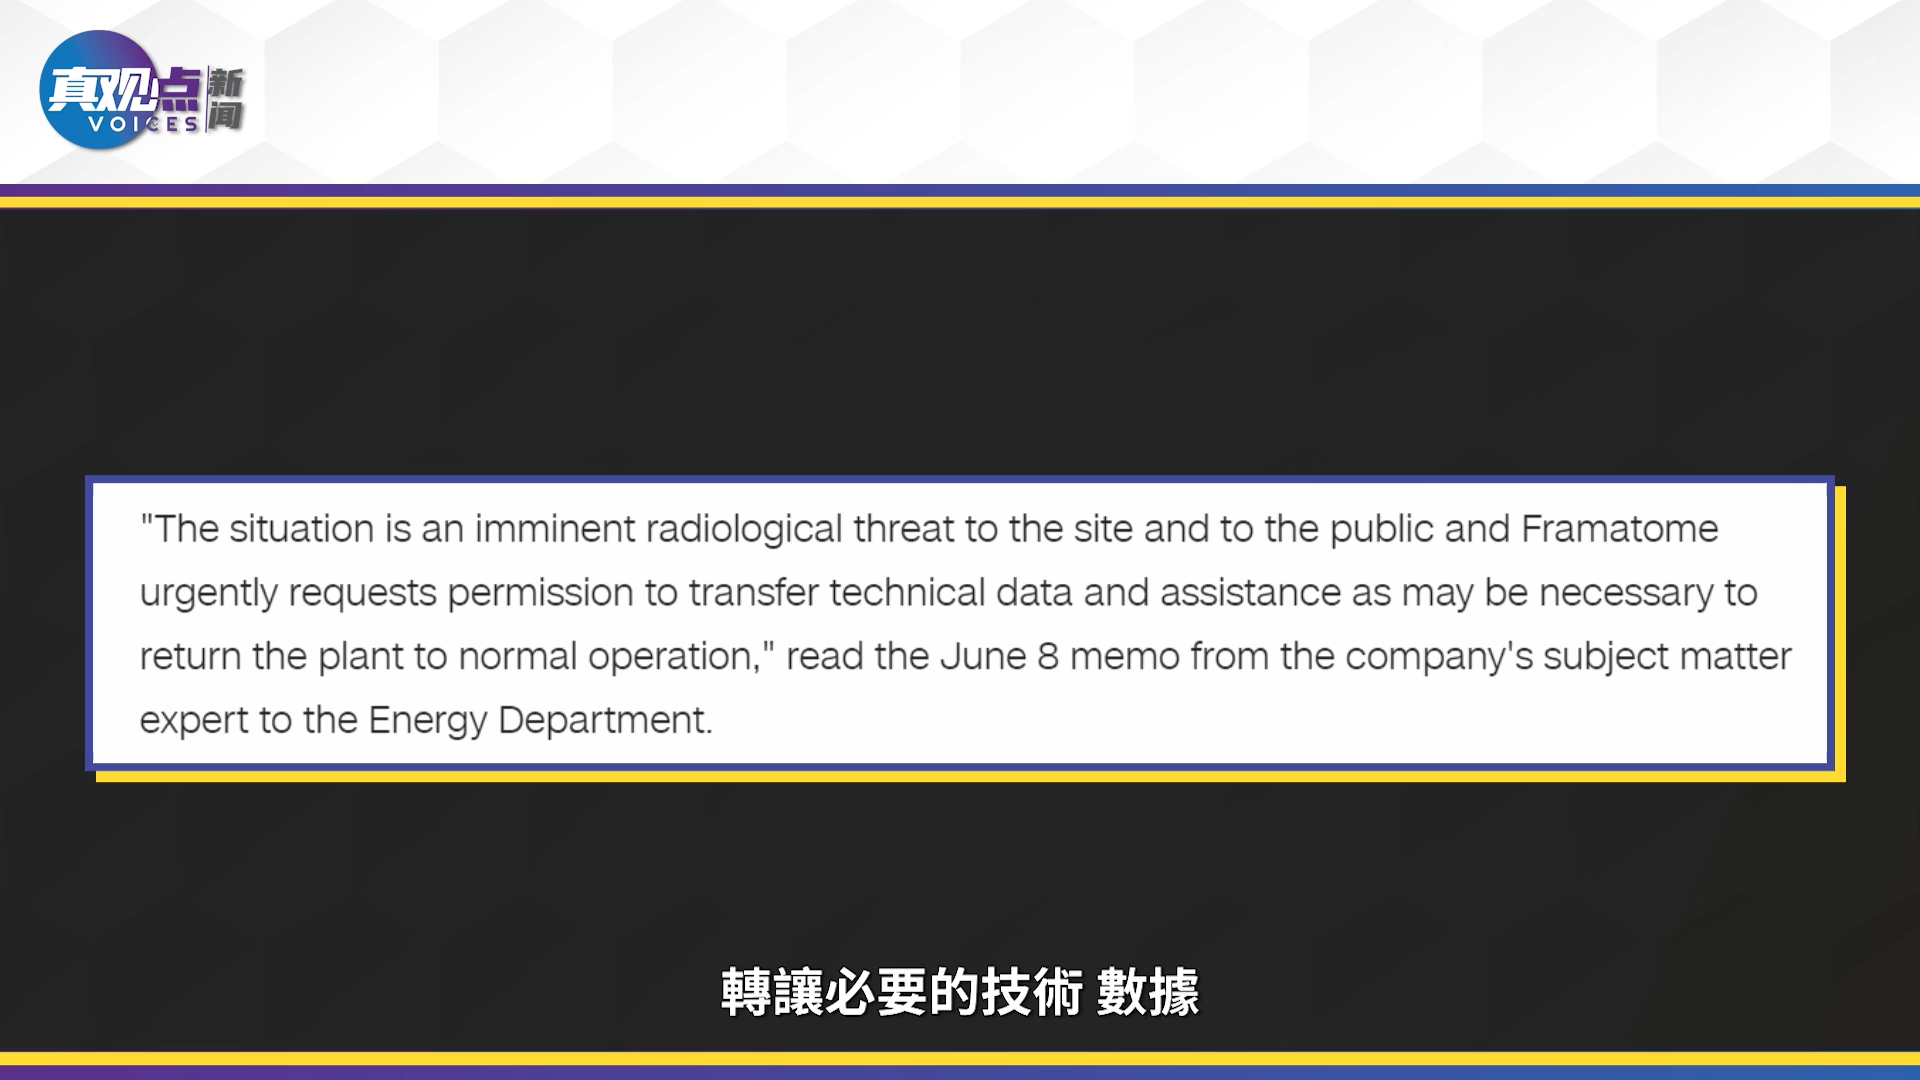 真观点
VOICES
新闻
"The situation is an imminent radiological threat to the site and to the public and Framatome
urgently requests permission to transfer technical data and assistance as may be necessary to
return the plant to normal operation," read the June 8 memo from the company's subject matter
expert to the Energy Department.
轉讓必要的技術 數據